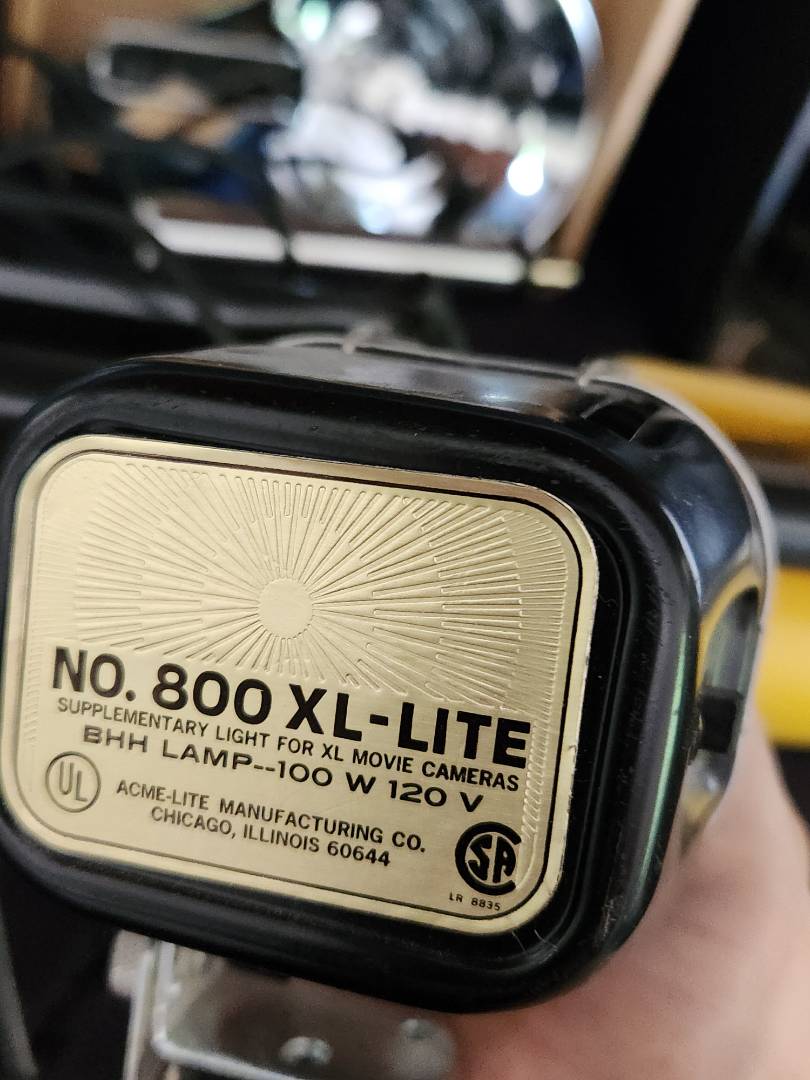 NO. 800 XL-LITE
SUPPLEMENTARY LIGHT FOR XL MOVIE CAMERAS
BHH LAMP--100 W 120 V
UL
ACME-LITE MANUFACTURING CO.
CHICAGO, ILLINOIS 60644
SA
LR 8835